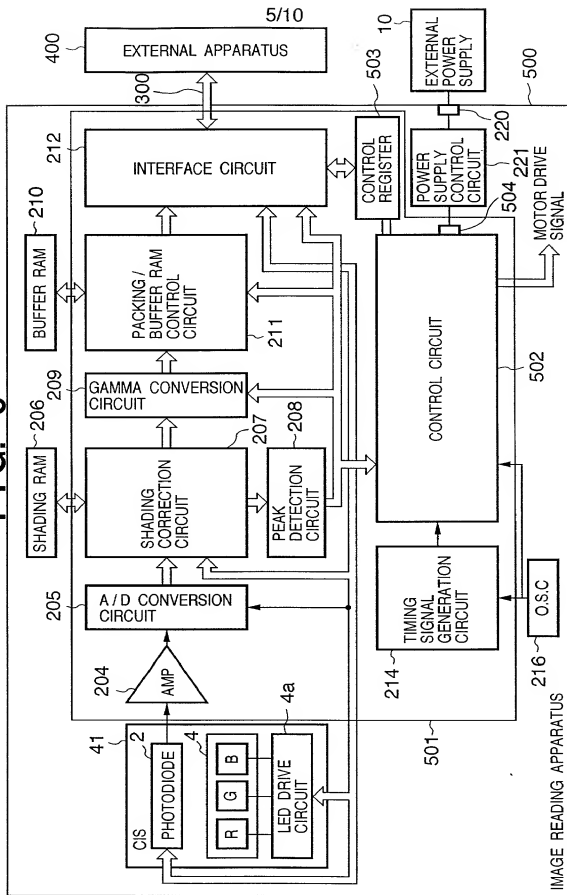 5/10
400
EXTERNAL APPARATUS
300
10
EXTERNAL
POWER
SUPPLY
500
212
INTERFACE CIRCUIT
503
CONTROL
REGISTER
220
POWER
SUPPLY
CONTROL
CIRCUIT
221
504
MOTOR DRIVE
SIGNAL
210
BUFFER RAM
PACKING/
BUFFER RAM
CONTROL
CIRCUIT
211
209
GAMMA CONVERSION
CIRCUIT
206
SHADING RAM
207
SHADING
CORRECTION
CIRCUIT
208
PEAK
DETECTION
CIRCUIT
CONTROL CIRCUIT
502
205
A/D CONVERSION
CIRCUIT
204
AMP
TIMING
SIGNAL
GENERATION
CIRCUIT
214
O.S.C
216
41
2
CIS
PHOTODIODE
4
R
G
B
4a
LED DRIVE
CIRCUIT
501
IMAGE READING APPARATUS